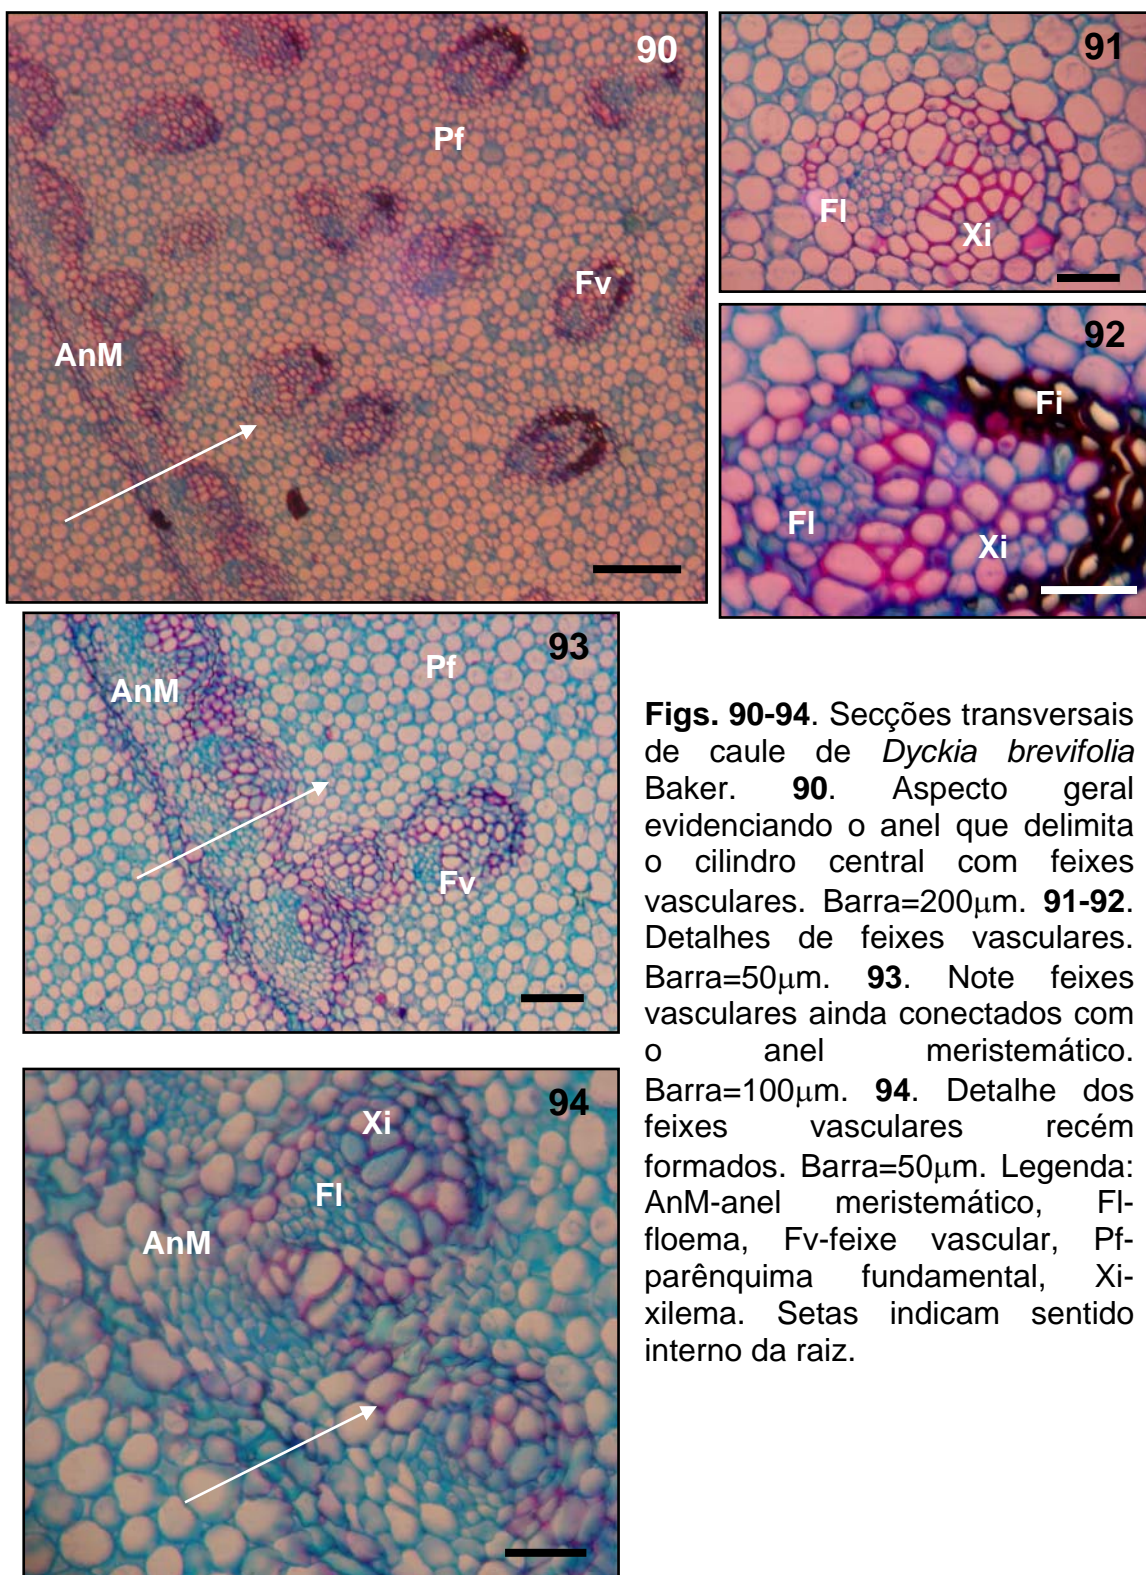 90
Pf
Fv
AnM
91
Fl
Xi
92
Fi
Fl
Xi
93
Pf
AnM
Fv
94
Xi
Fl
AnM
Figs. 90-94. Secções transversais
de caule de Dyckia brevifolia
Baker. 90. Aspecto geral
evidenciando o anel que delimita
o cilindro central com feixes
vasculares. Barra=200µm. 91-92.
Detalhes de feixes vasculares.
Barra=50µm. 93. Note feixes
vasculares ainda conectados com
o anel meristemático.
Barra=100µm. 94. Detalhe dos
feixes vasculares recém
formados. Barra=50µm. Legenda:
AnM-anel meristemático, Fl-
floema, Fv-feixe vascular, Pf-
parênquima fundamental, Xi-
xilema. Setas indicam sentido
interno da raiz.